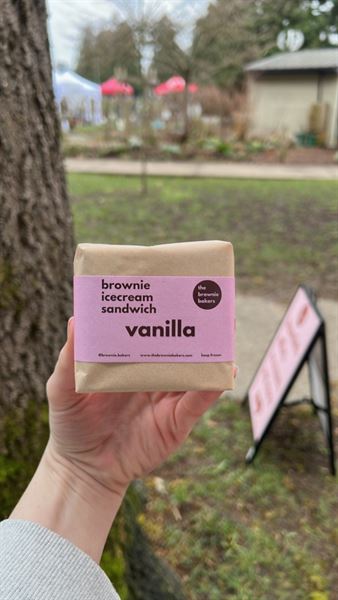 brownie
icecream
sandwich
the
brownie
bakers
vanilla
@brownie.bakers www.thebrowniebakers.com keep frozen